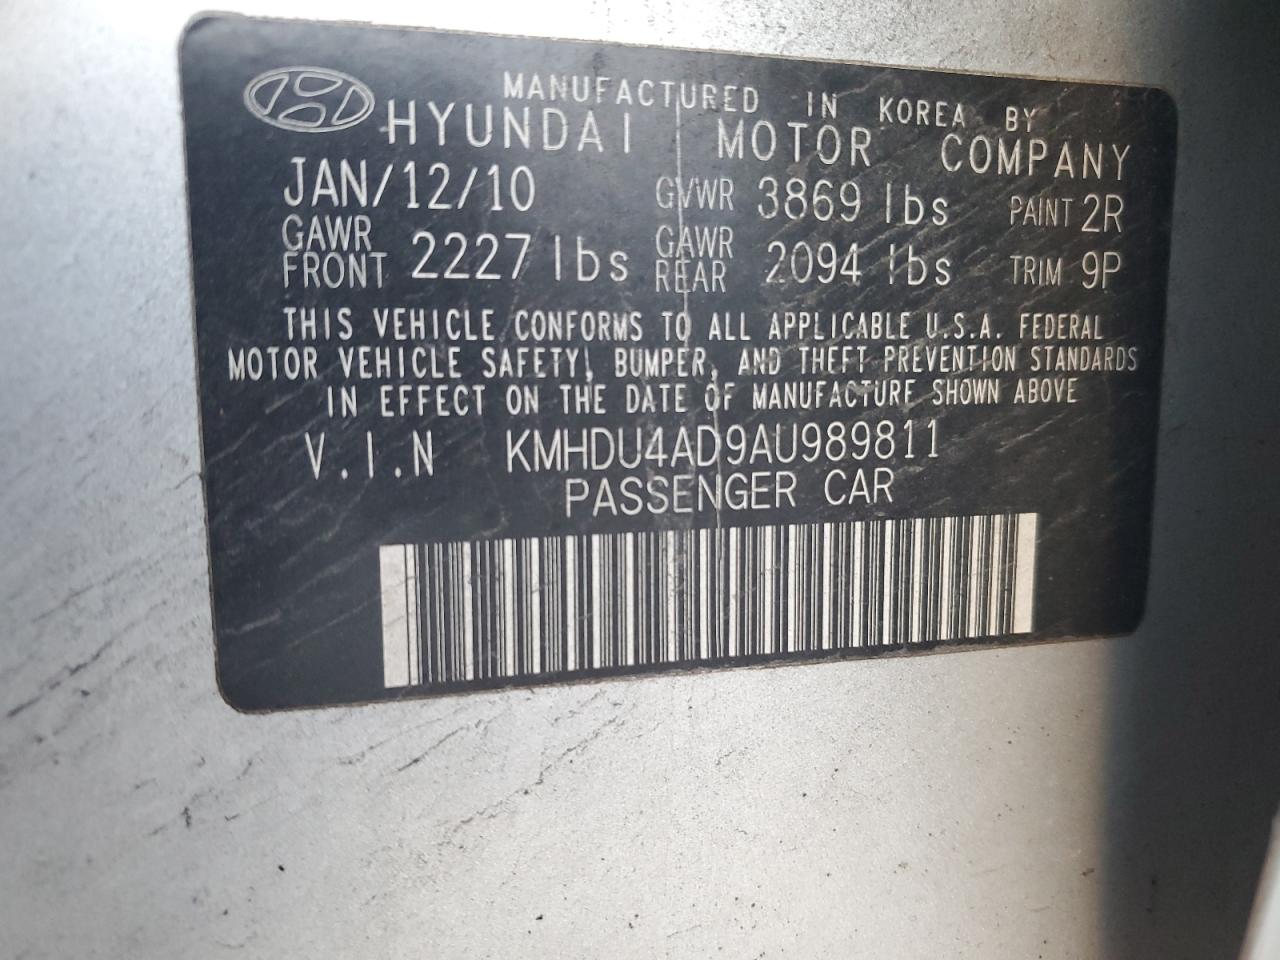 MANUFACTURED IN KOREA BY
HYUNDAI MOTOR COMPANY
JAN/12/10 GVWR 3869 lbs PAINT 2R
GAWR FRONT 2227 lbs GAWR REAR 2094 lbs TRIM 9P
THIS VEHICLE CONFORMS TO ALL APPLICABLE U.S.A. FEDERAL
MOTOR VEHICLE SAFETY, BUMPER, AND THEFT PREVENTION STANDARDS
IN EFFECT ON THE DATE OF MANUFACTURE SHOWN ABOVE
V.I.N KMHDU4AD9AU989811
PASSENGER CAR